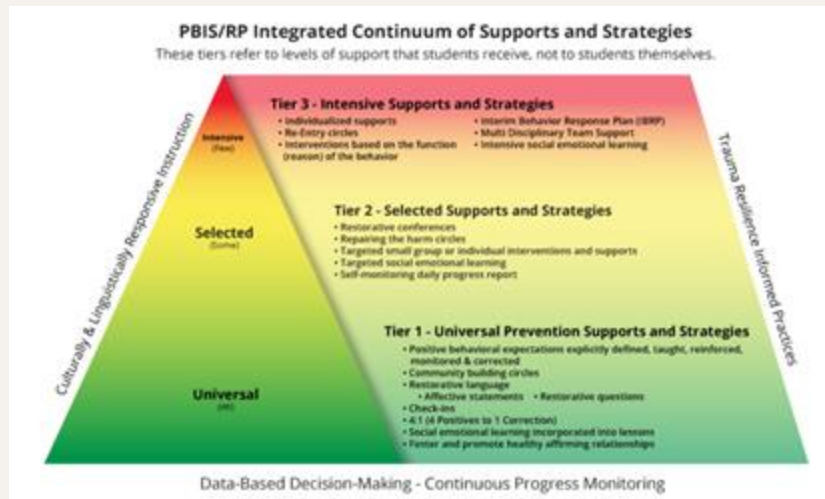 PBIS/RP Integrated Continuum of Supports and Strategies
These tiers refer to levels of support that students receive, not to students themselves.
Culturally & Linguistically Responsive Instruction
Intensive
(Few)
Selected
(Some)
Universal
(All)
Tier 3 - Intensive Supports and Strategies
• Individualized supports
• Re-Entry circles
• Interventions based on the function
(reason) of the behavior
• Interim Behavior Response Plan (IBRP)
• Multi Disciplinary Team Support
• Intensive social emotional learning
Tier 2 - Selected Supports and Strategies
• Restorative conferences
• Repairing the harm circles
• Targeted small group or individual interventions and supports
• Targeted social emotional learning
• Self-monitoring daily progress report
Tier 1 - Universal Prevention Supports and Strategies
• Positive behavioral expectations explicitly defined, taught, reinforced,
monitored & corrected
• Community building circles
• Restorative language
• Affective statements • Restorative questions
• Check-ins
• 4:1 (4 Positives to 1 Correction)
• Social emotional learning incorporated into lessons
• Foster and promote healthy affirming relationships
Trauma Resilience Informed Practices
Data-Based Decision-Making - Continuous Progress Monitoring